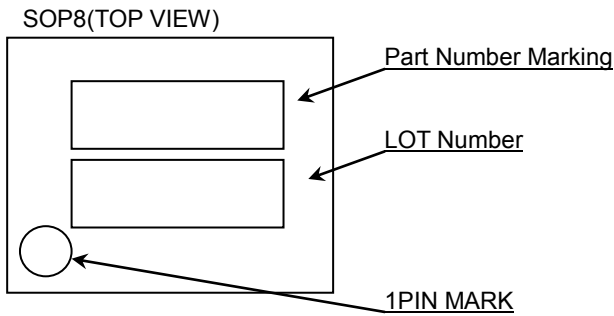 SOP8(TOP VIEW)
Part Number Marking
LOT Number
1PIN MARK